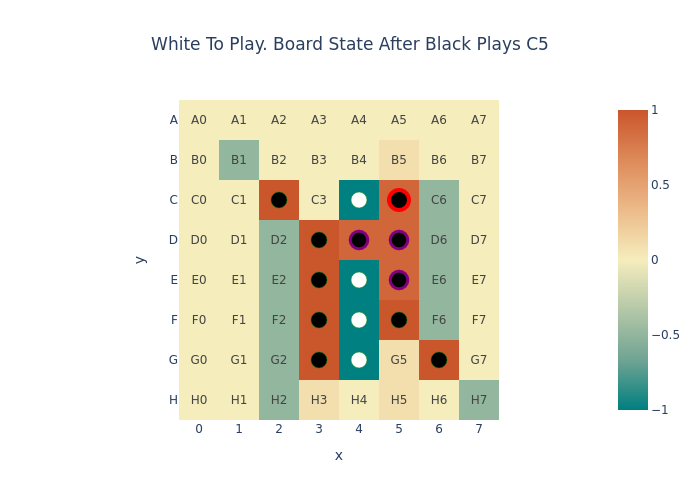 White To Play. Board State After Black Plays C5
A A0 A1 A2 A3 A4 A5 A6 A7
B B0 B1 B2 B3 B4 B5 B6 B7
C C0 C1 C3 C6 C7
D D0 D1 D2 D6 D7
E E0 E1 E2 E6 E7
F F0 F1 F2 F6 F7
G G0 G1 G2 G5 G7
H H0 H1 H2 H3 H4 H5 H6 H7
0 1 2 3 4 5 6 7
x
y
1
0.5
0
−0.5
−1